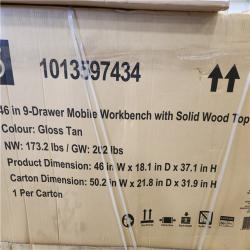 1013597434
46 in 9-Drawer Mobile Workbench with Solid Wood Top
Colour: Gloss Tan
NW: 173.2 lbs / GW: 202 lbs
Product Dimension: 46 in W x 18.1 in D x 37.1 in H
Carton Dimension: 50.2 in W x 21.8 in D x 31.9 in H
1 Per Carton